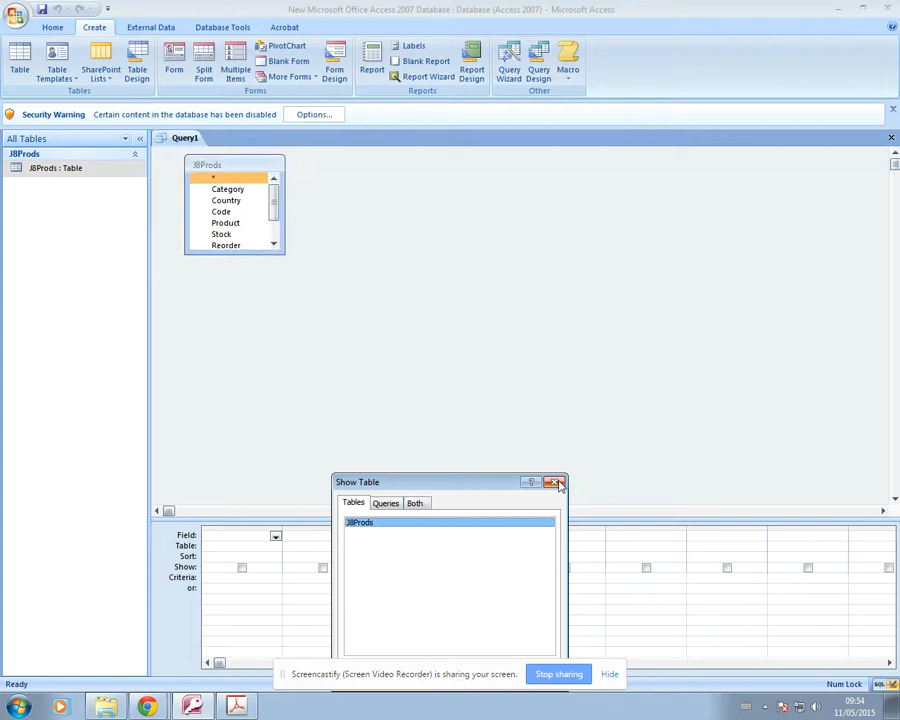 New Microsoft Office Access 2007 Database : Database (Access 2007) - Microsoft Access
Home Create External Data Database Tools Acrobat
Table
Table Templates
SharePoint Lists
Table Design
Tables
Form
Split Form
Multiple Items
PivotChart
Blank Form
More Forms
Form Design
Forms
Report
Labels
Blank Report
Report Wizard
Report Design
Reports
Query Wizard
Query Design
Macro
Other
Security Warning Certain content in the database has been disabled Options...
All Tables
J8Prods
J8Prods : Table
Query1
J8Prods
*
Category
Country
Code
Product
Stock
Reorder
Show Table
Tables Queries Both
J8Prods
Field:
Table:
Sort:
Show:
Criteria:
or:
Screencastify (Screen Video Recorder) is sharing your screen. Stop sharing Hide
Ready Num Lock SQL
09:54
11/05/2015